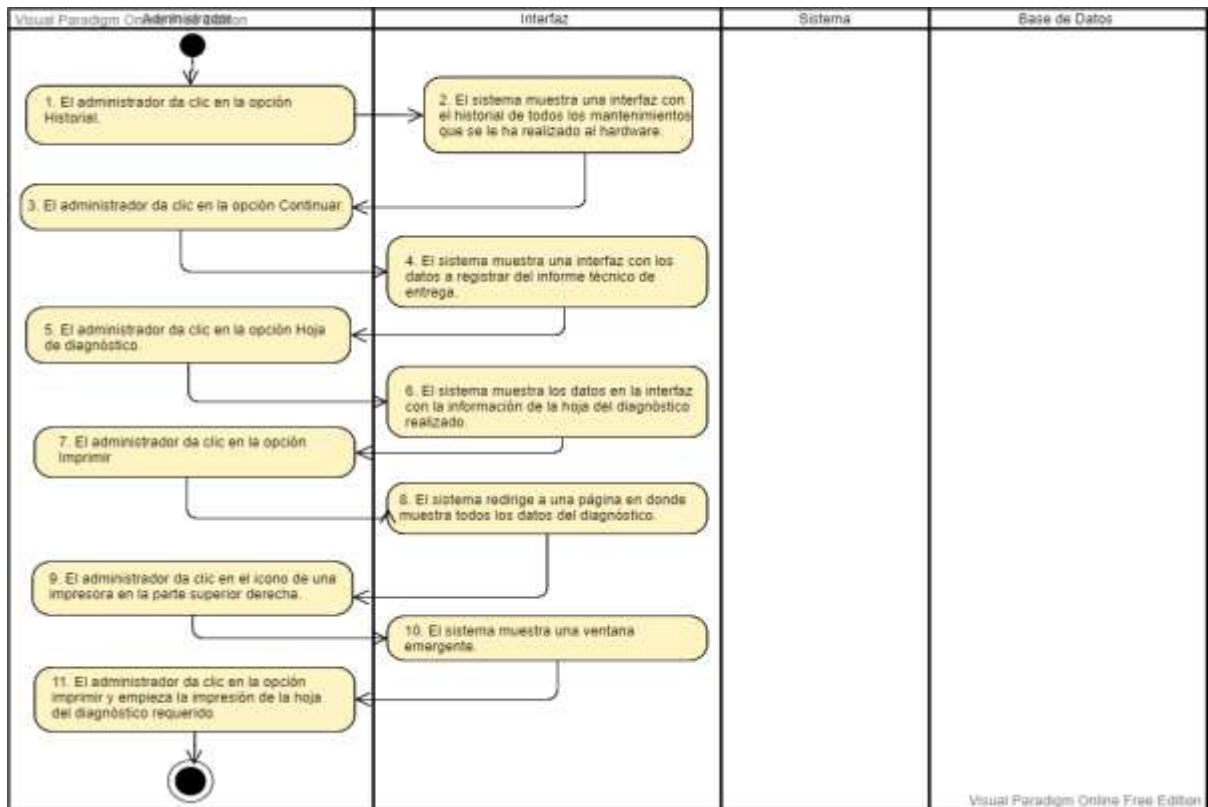 Visual Paradigm Online Free Edition
Administrador
Interfaz
Sistema
Base de Datos
1. El administrador da clic en la opción
Historial.
2. El sistema muestra una interfaz con
el historial de todos los mantenimientos
que se le ha realizado al hardware.
3. El administrador da clic en la opción Continuar.
4. El sistema muestra una interfaz con los
datos a registrar del informe técnico de
entrega.
5. El administrador da clic en la opción Hoja
de diagnóstico.
6. El sistema muestra los datos en la interfaz
con la información de la hoja del diagnóstico
realizado.
7. El administrador da clic en la opción
Imprimir
8. El sistema redirige a una página en donde
muestra todos los datos del diagnóstico.
9. El administrador da clic en el icono de una
impresora en la parte superior derecha.
10. El sistema muestra una ventana
emergente.
11. El administrador da clic en la opción
imprimir y empieza la impresión de la hoja
del diagnóstico requerido.
Visual Paradigm Online Free Edition